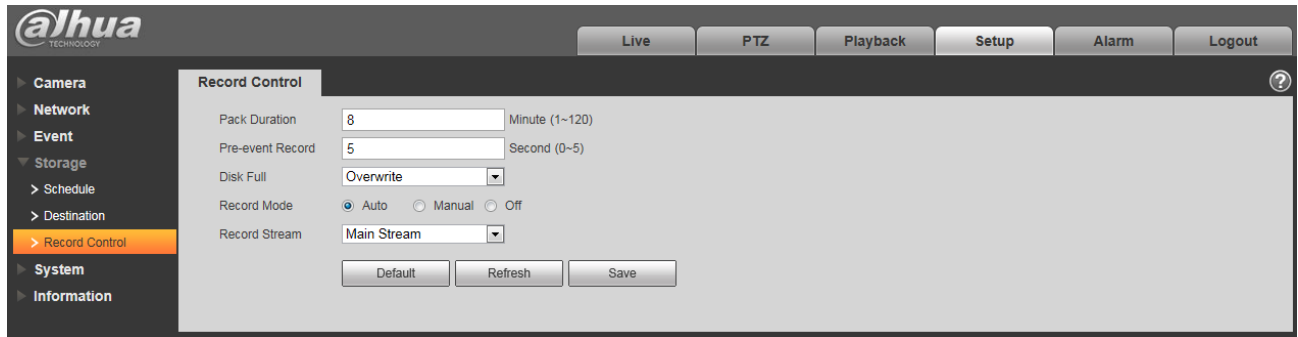 alhua
TECHNOLOGY
Live PTZ Playback Setup Alarm Logout
Camera
Network
Event
Storage
> Schedule
> Destination
> Record Control
System
Information
Record Control
?
Pack Duration 8 Minute (1~120)
Pre-event Record 5 Second (0~5)
Disk Full Overwrite
Record Mode Auto Manual Off
Record Stream Main Stream
Default Refresh Save